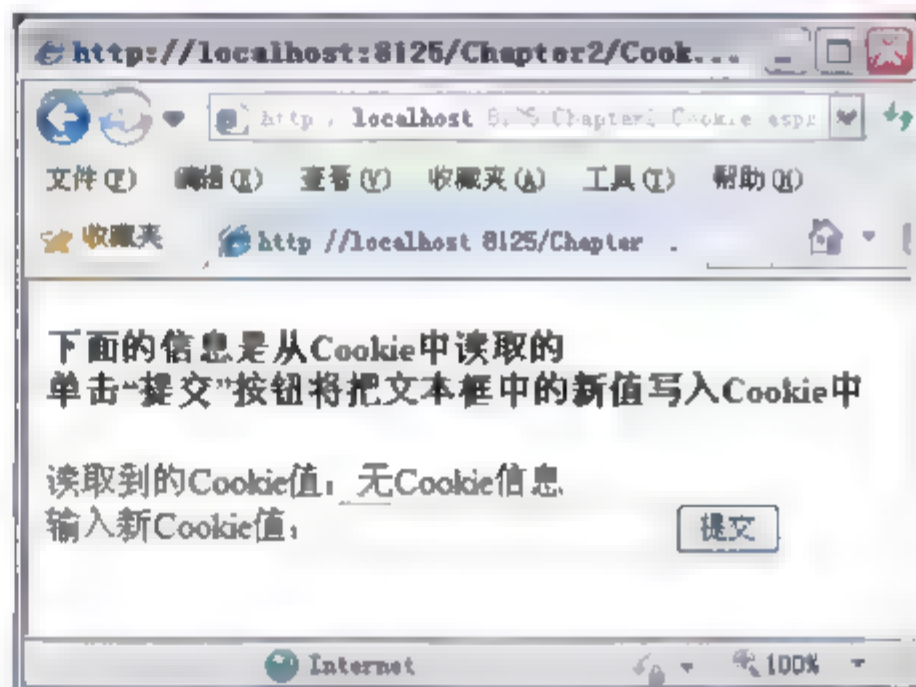 http://localhost:8125/Chapter2/Cook...
localhost
文件(F) 编辑(E) 查看(V) 收藏夹(A) 工具(T) 帮助(H)
收藏夹 http //localhost 8125/Chapter .
下面的信息是从Cookie中读取的
单击“提交”按钮将把文本框中的新值写入Cookie中
读取到的Cookie值：无Cookie信息
输入新Cookie值： 提交
Internet 100%